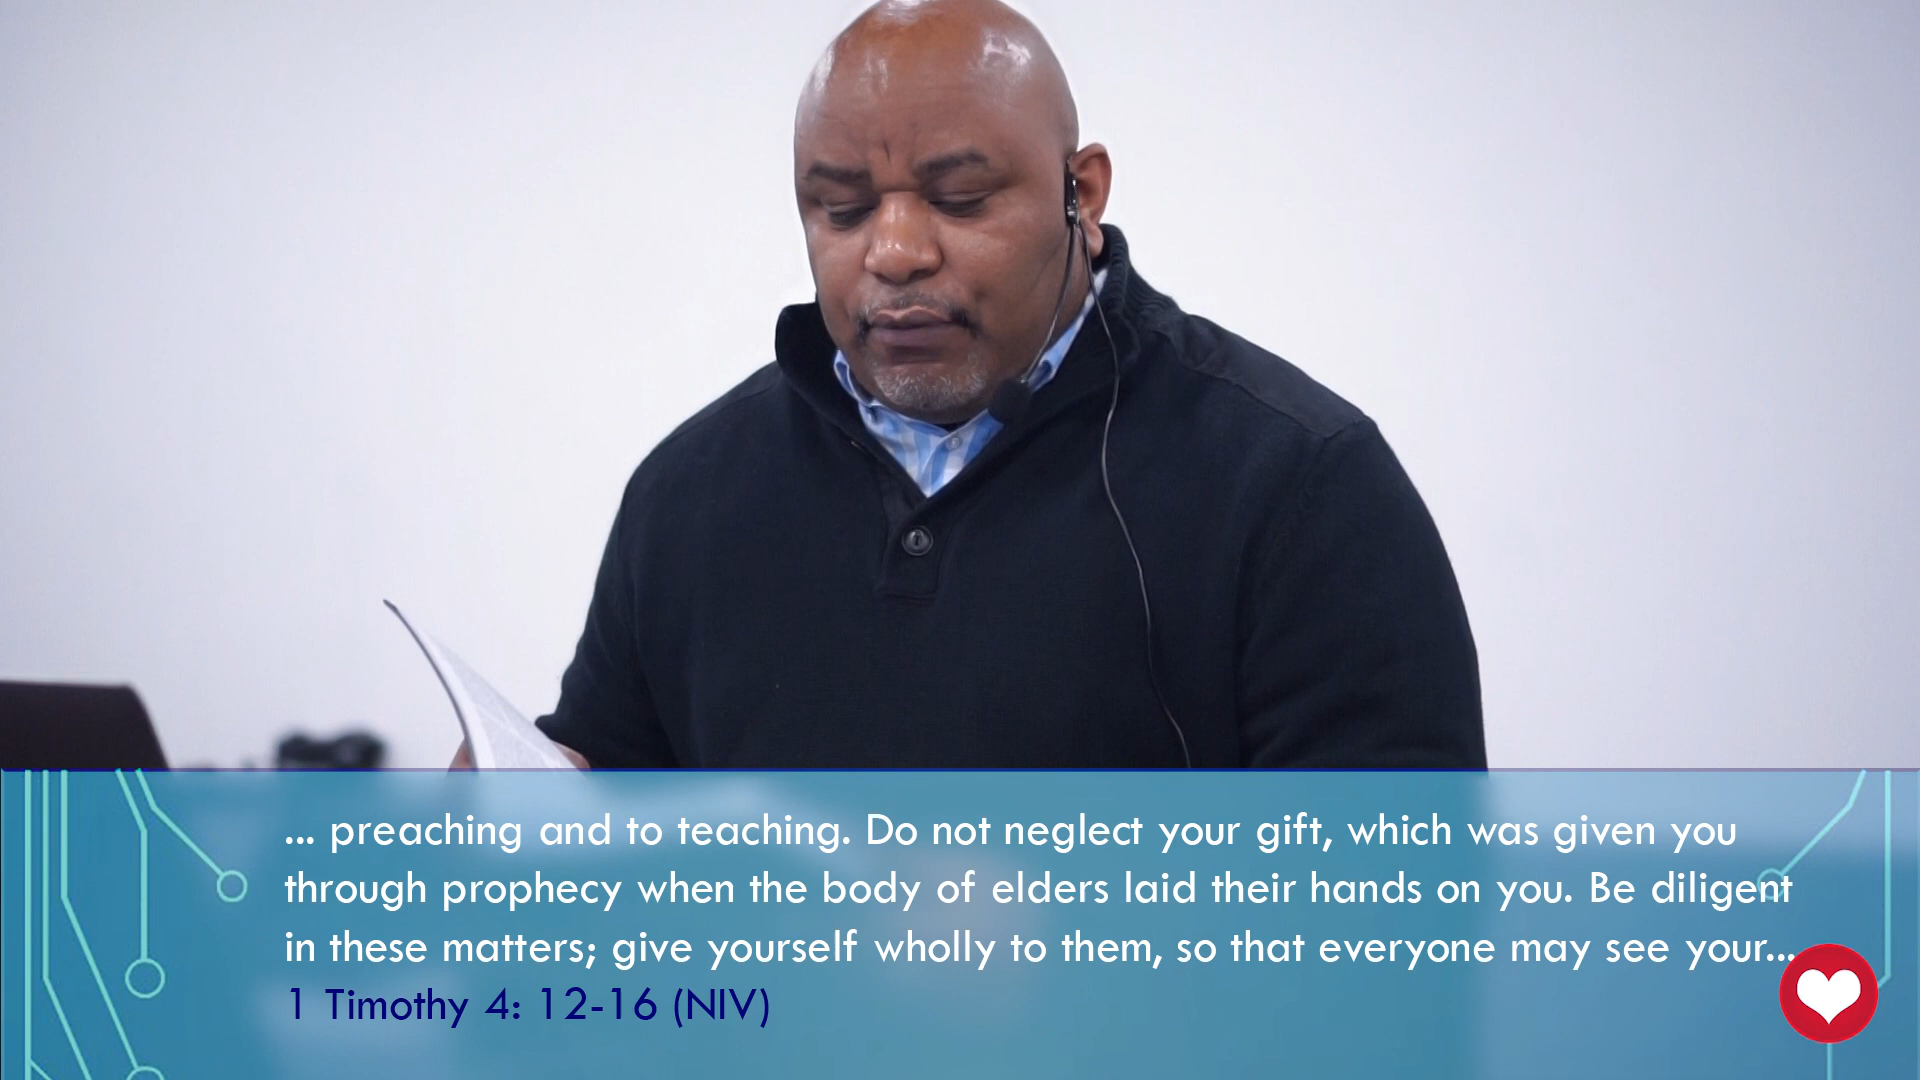 ... preaching and to teaching. Do not neglect your gift, which was given you
through prophecy when the body of elders laid their hands on you. Be diligent
in these matters; give yourself wholly to them, so that everyone may see your...
1 Timothy 4: 12-16 (NIV)